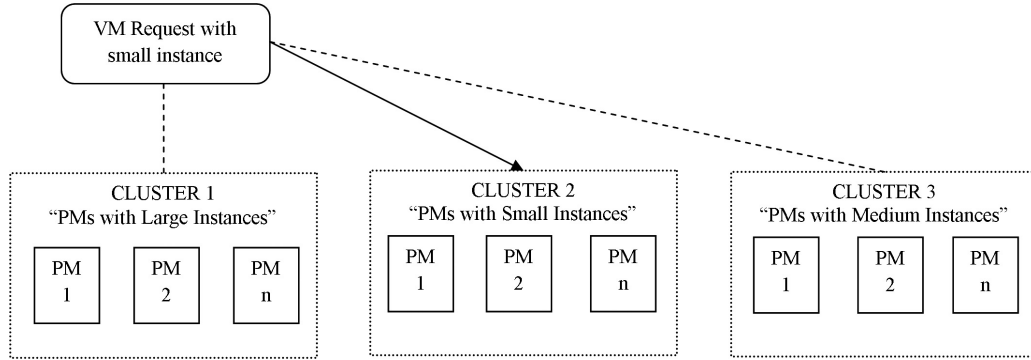 VM Request with
small instance
CLUSTER 1
“PMs with Large Instances”
PM
1
PM
2
PM
n
CLUSTER 2
“PMs with Small Instances”
PM
1
PM
2
PM
n
CLUSTER 3
“PMs with Medium Instances”
PM
1
PM
2
PM
n